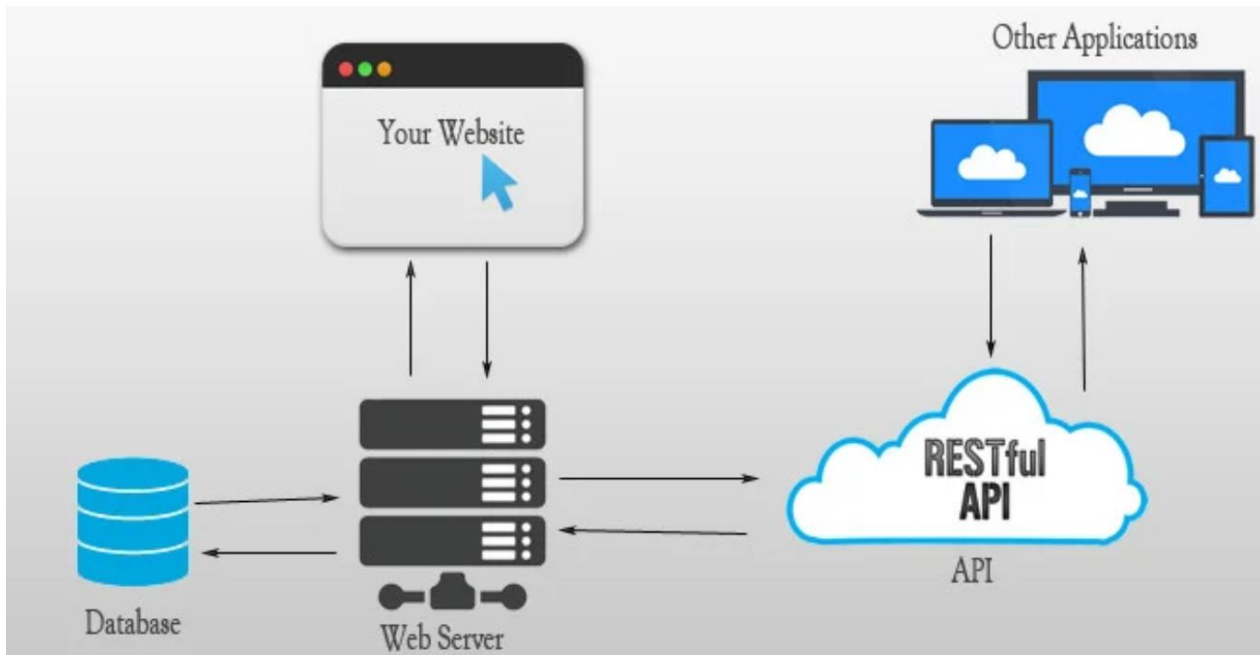 Other Applications
Your Website
RESTful
API
API
Database
Web Server